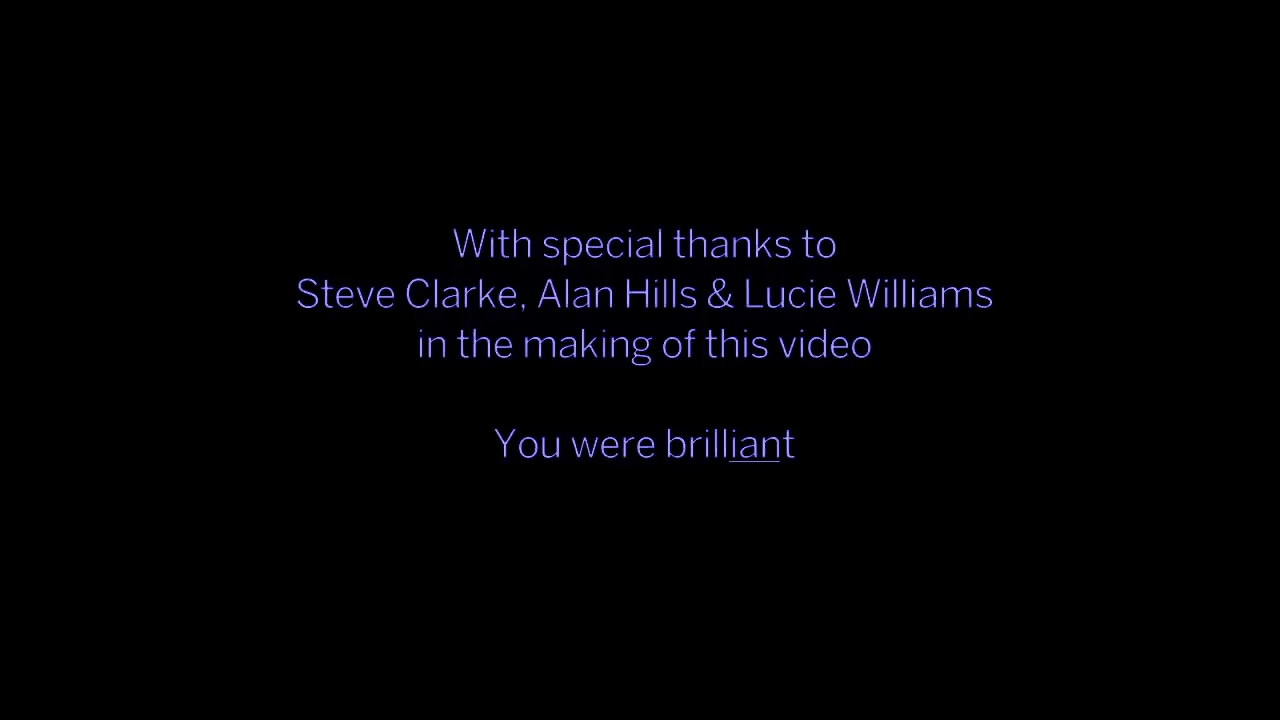 With special thanks to
Steve Clarke, Alan Hills & Lucie Williams
in the making of this video
You were brilliant